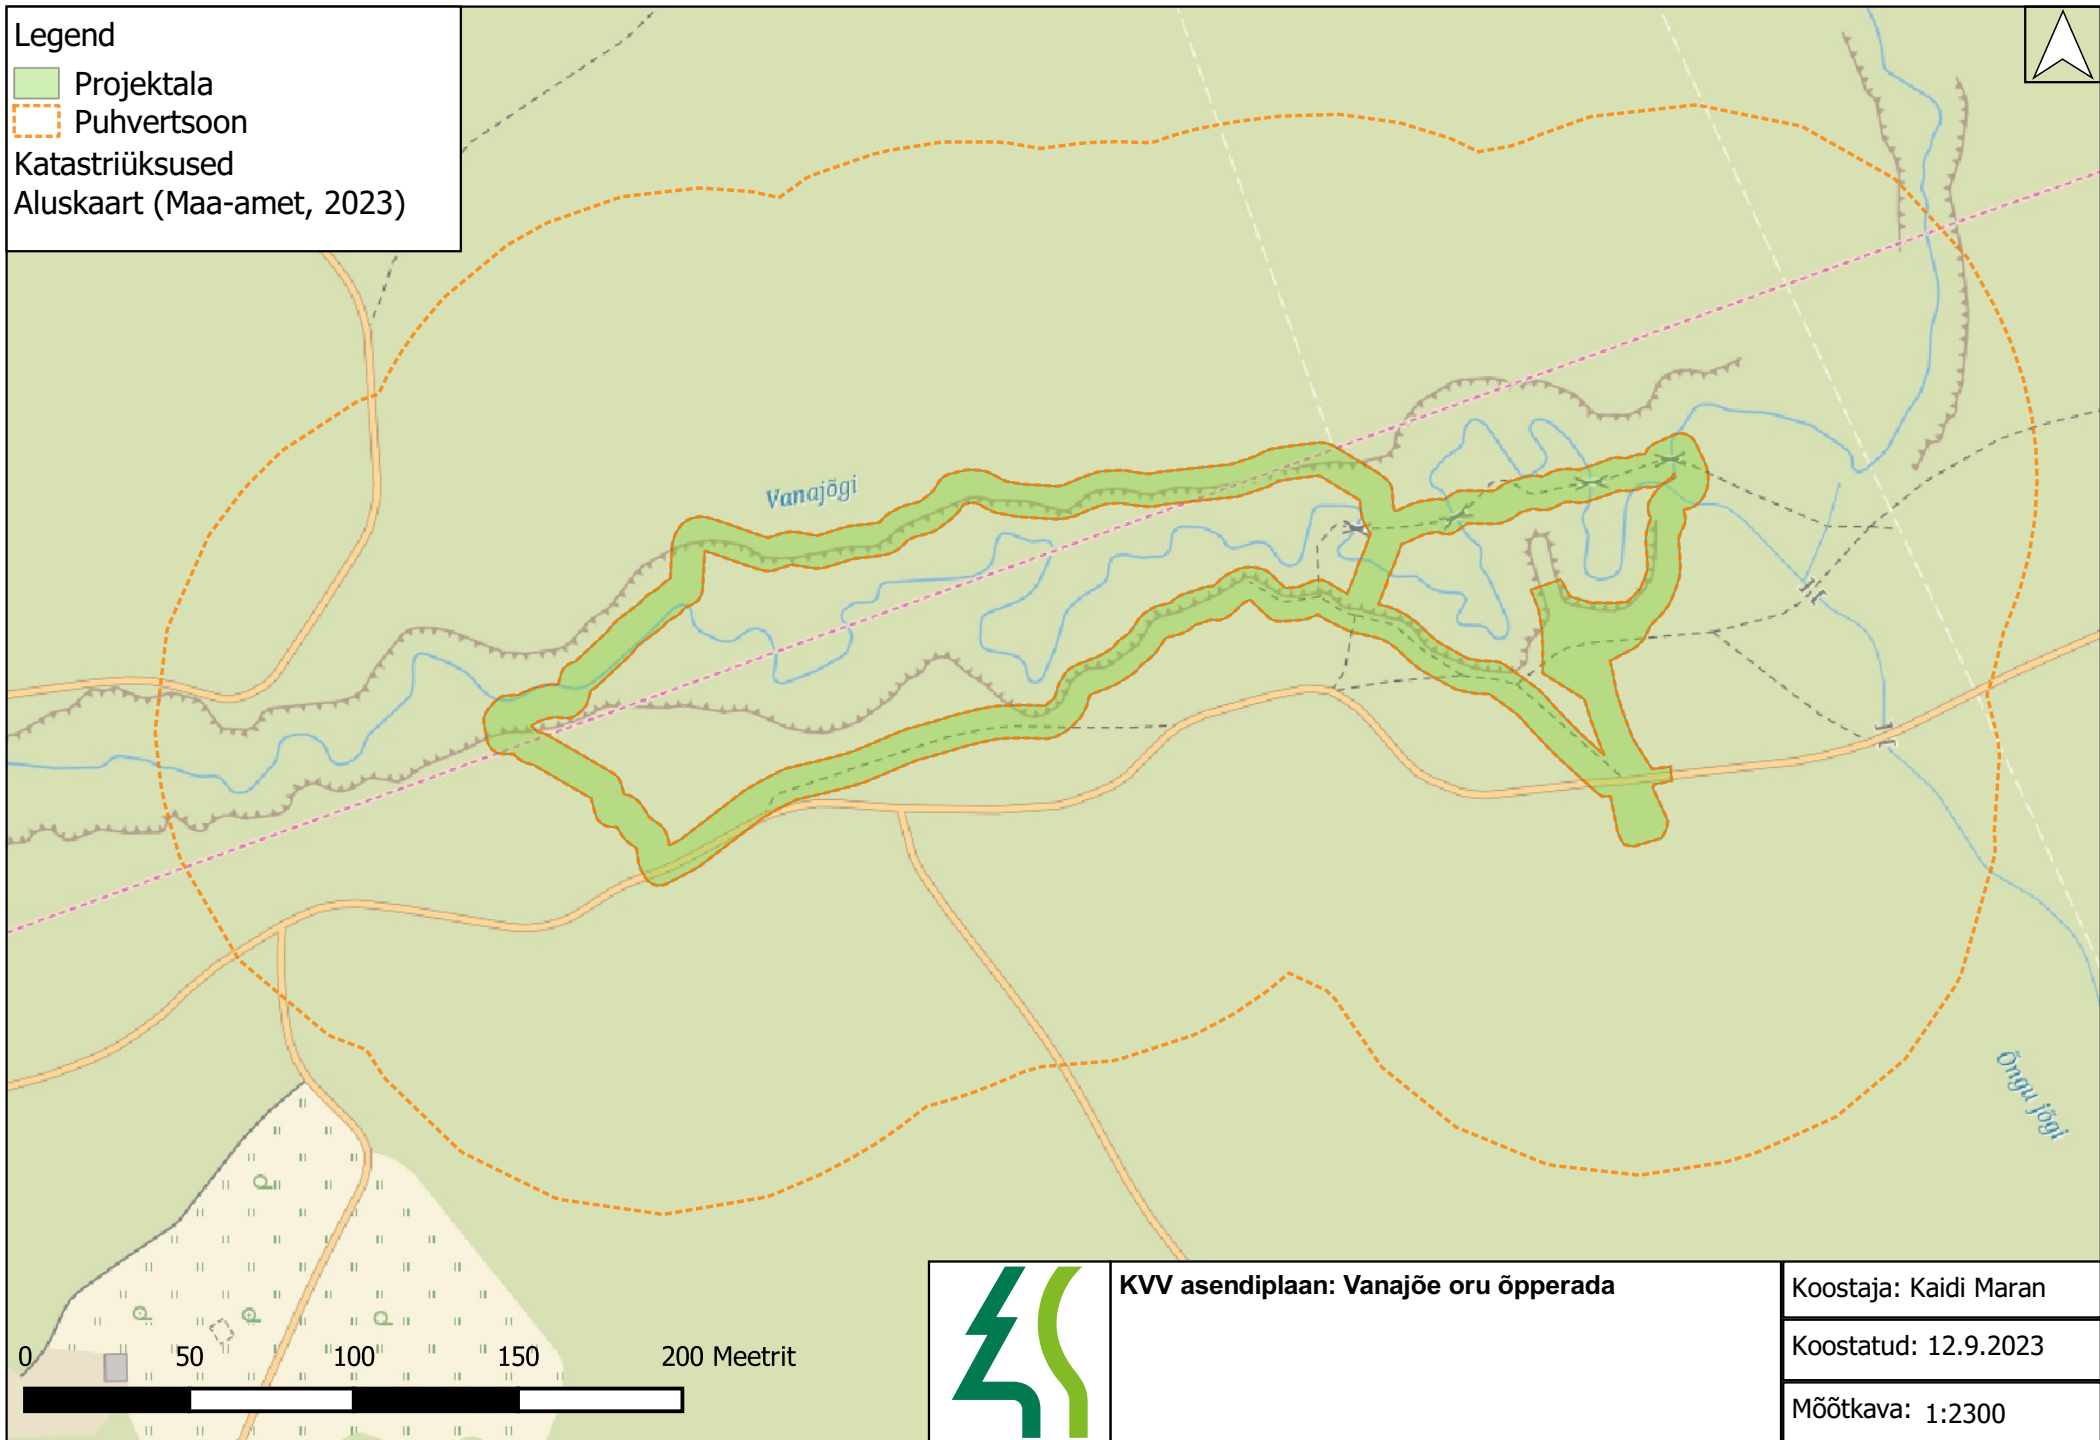 Legend
Projektala
Puhvertsoon
Katastriüksused
Aluskaart (Maa-amet, 2023)
Vanajõgi
Õngu jõgi
0 50 100 150 200 Meetrit
KVV asendiplaan: Vanajõe oru õpperada
Koostaja: Kaidi Maran
Koostatud: 12.9.2023
Mõõtkava: 1:2300